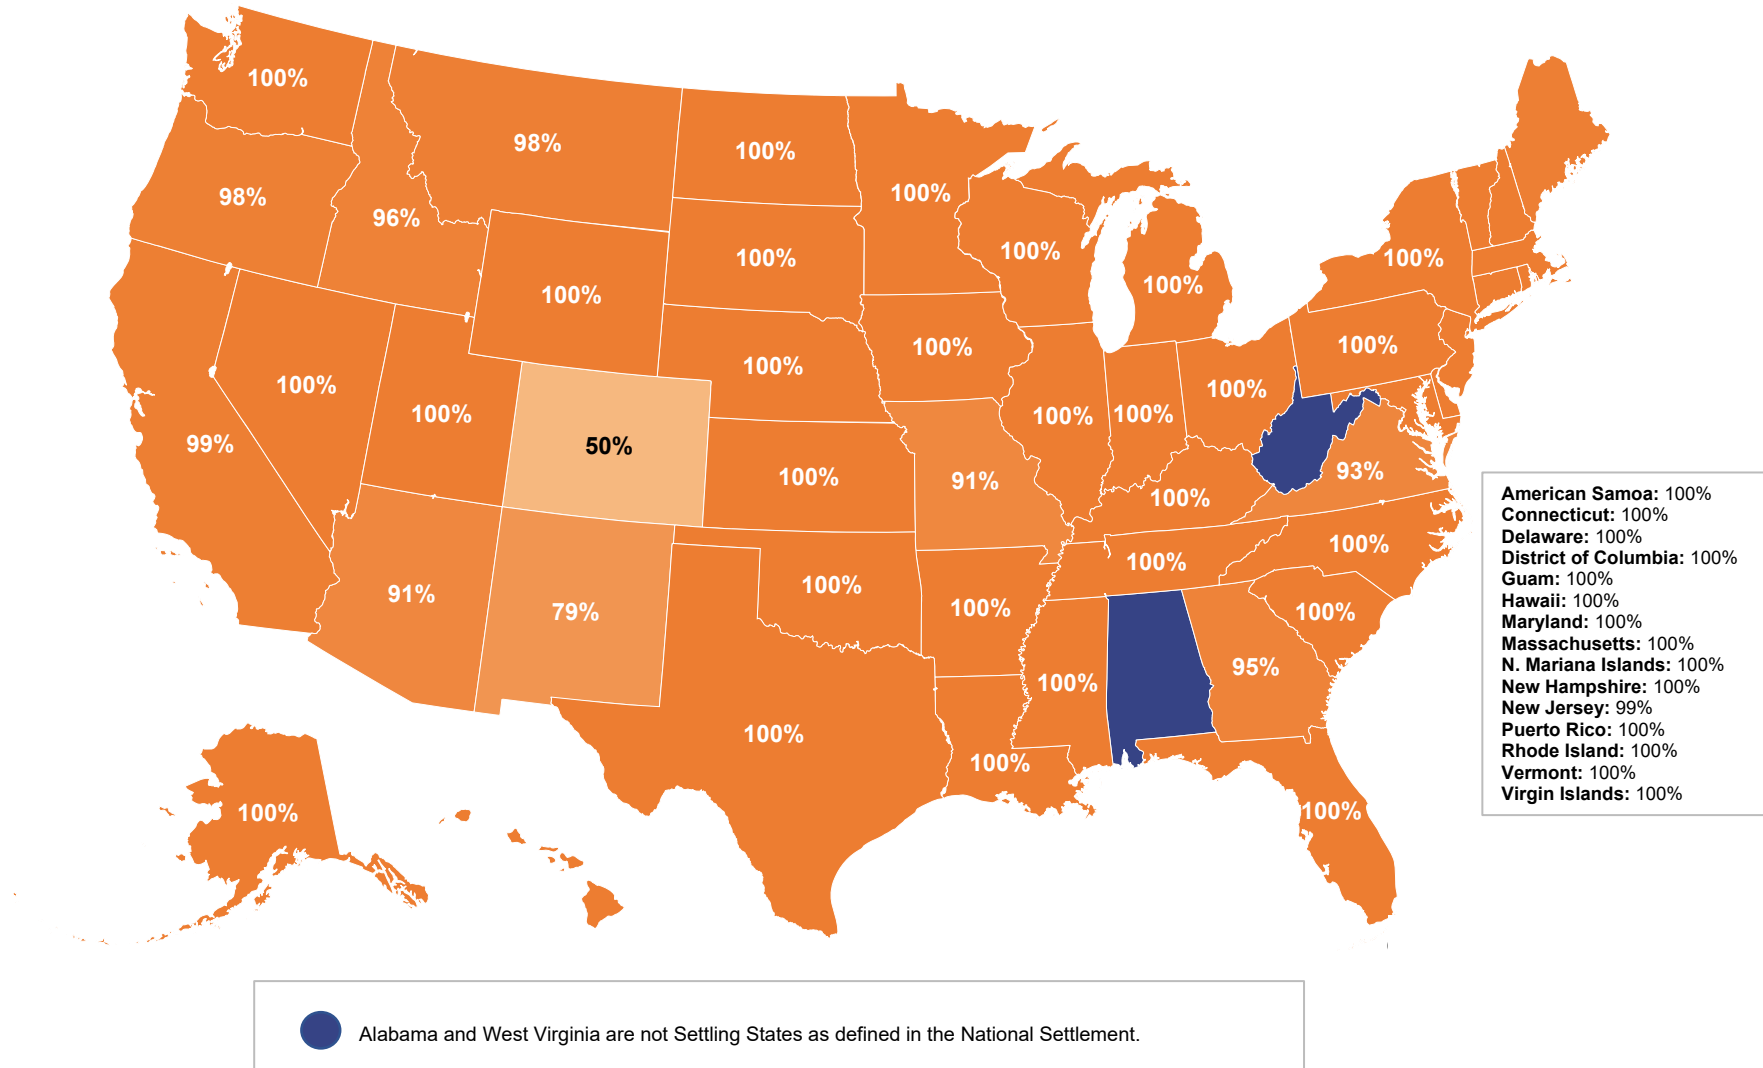 100%
98%
100%
100%
98%
96%
100%
100%
100%
100%
100%
100%
100%
100%
100%
100%
100%
100%
100%
99%
50%
100%
91%
100%
100%
100%
93%
91%
79%
100%
100%
100%
100%
100%
100%
95%
100%
100%
100%
100%
100%
American Samoa: 100%
Connecticut: 100%
Delaware: 100%
District of Columbia: 100%
Guam: 100%
Hawaii: 100%
Maryland: 100%
Massachusetts: 100%
N. Mariana Islands: 100%
New Hampshire: 100%
New Jersey: 99%
Puerto Rico: 100%
Rhode Island: 100%
Vermont: 100%
Virgin Islands: 100%
Alabama and West Virginia are not Settling States as defined in the National Settlement.